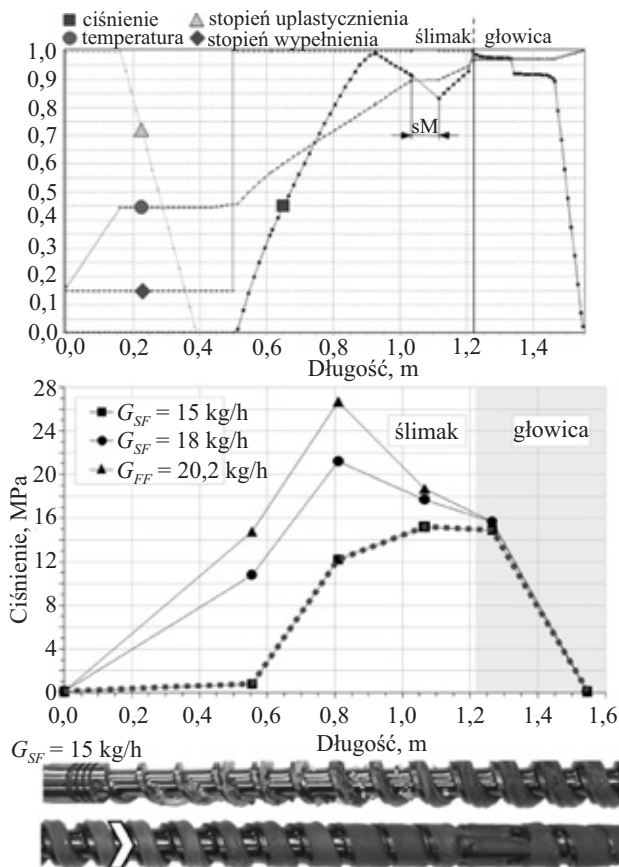 ciśnienie stopień uplastycznienia
temperatura stopień wypełnienia
ślimak głowica
1,0
0,9
0,8
0,7
0,6
0,5
0,4
0,3
0,2
0,1
0,0
sM
0,0 0,2 0,4 0,6 0,8 1,0 1,2 1,4
Długość, m
28
24
20
16
12
8
4
0
Ciśnienie, MPa
G_SF = 15 kg/h
G_SF = 18 kg/h
G_FF = 20,2 kg/h
ślimak głowica
0,0 0,2 0,4 0,6 0,8 1,0 1,2 1,4 1,6
Długość, m
G_SF = 15 kg/h